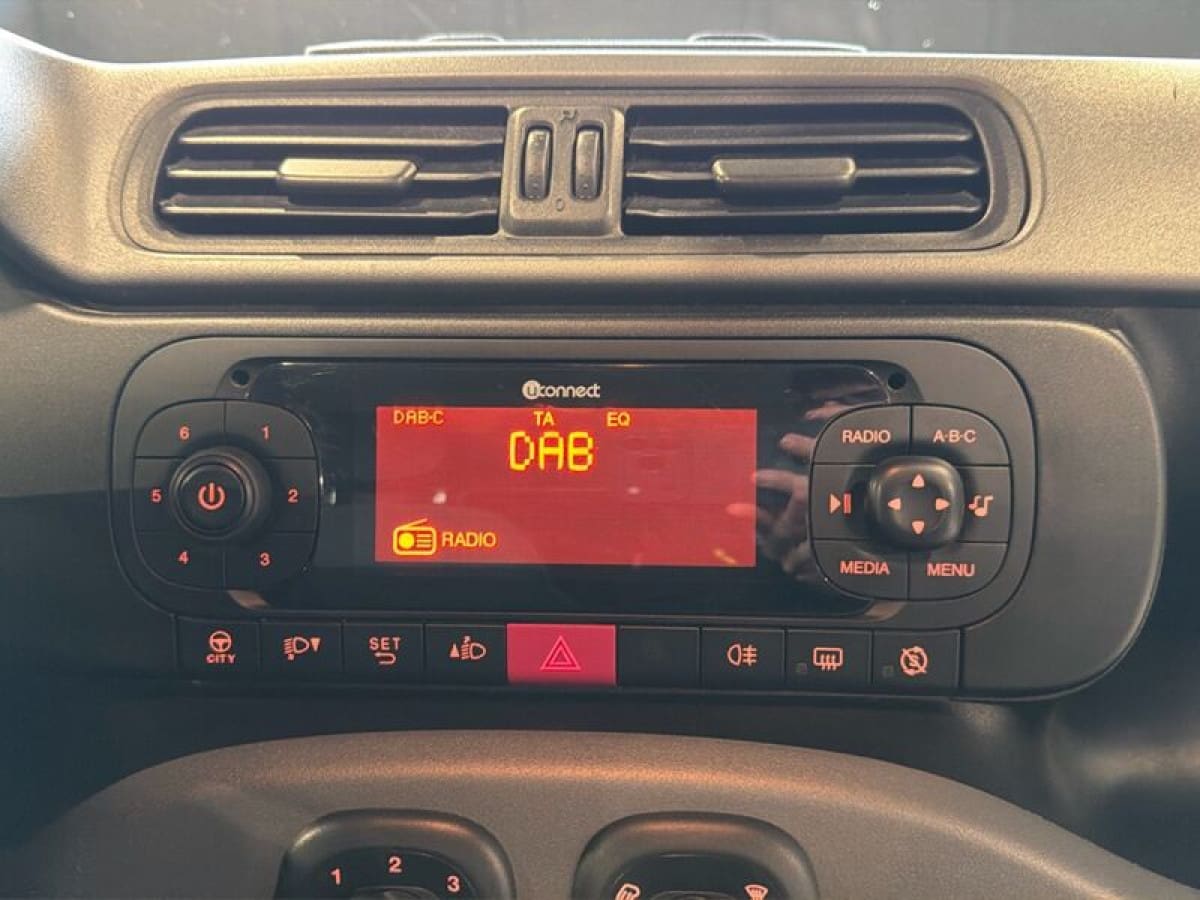 uconnect
DAB-C TA EQ
DAB
RADIO
6 1
5 2
4 3
RADIO A-B-C
MEDIA MENU
CITY
SET
1 2 3